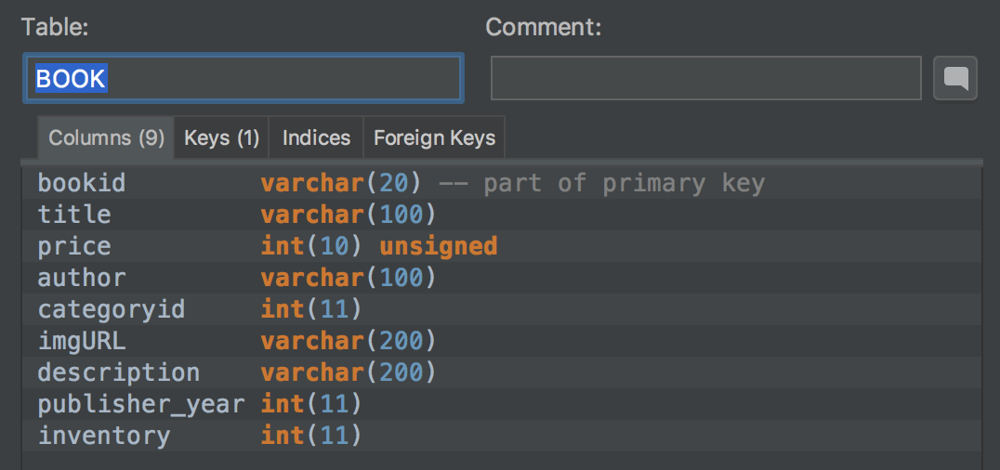 Table: Comment:
BOOK
Columns (9) Keys (1) Indices Foreign Keys
bookid varchar(20) -- part of primary key
title varchar(100)
price int(10) unsigned
author varchar(100)
categoryid int(11)
imgURL varchar(200)
description varchar(200)
publisher_year int(11)
inventory int(11)